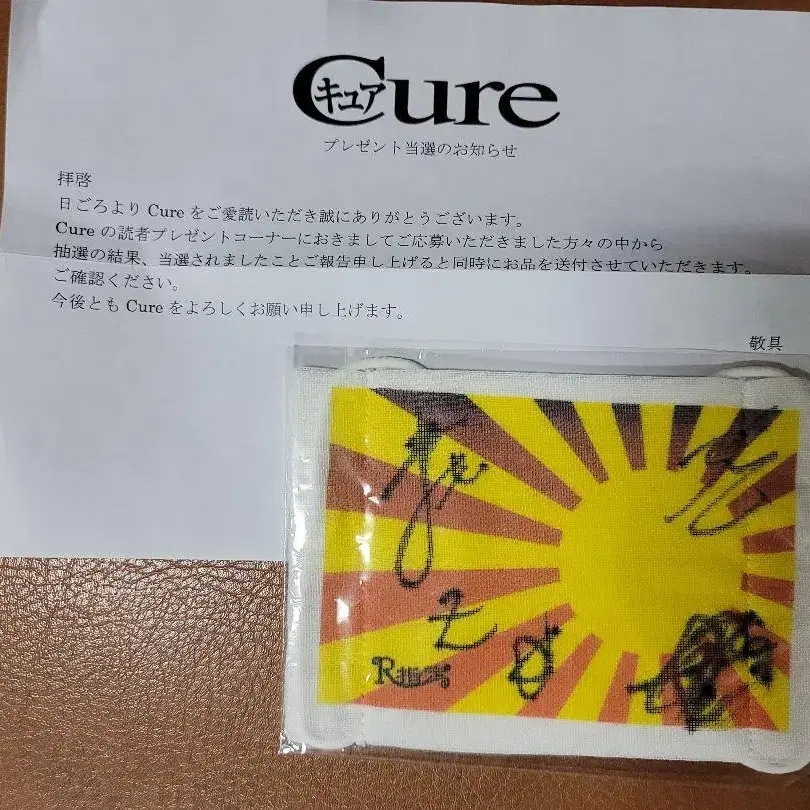 Cure
キュア
プレゼント当選のお知らせ
拝啓
日ごろより Cure をご愛読いただき誠にありがとうございます。
Cure の読者プレゼントコーナーにおきましてご応募いただきました方々の中から
抽選の結果、当選されましたことご報告申し上げると同時にお品を送付させていただきます。
ご確認ください。
今後とも Cure をよろしくお願い申し上げます。
敬具
R指定